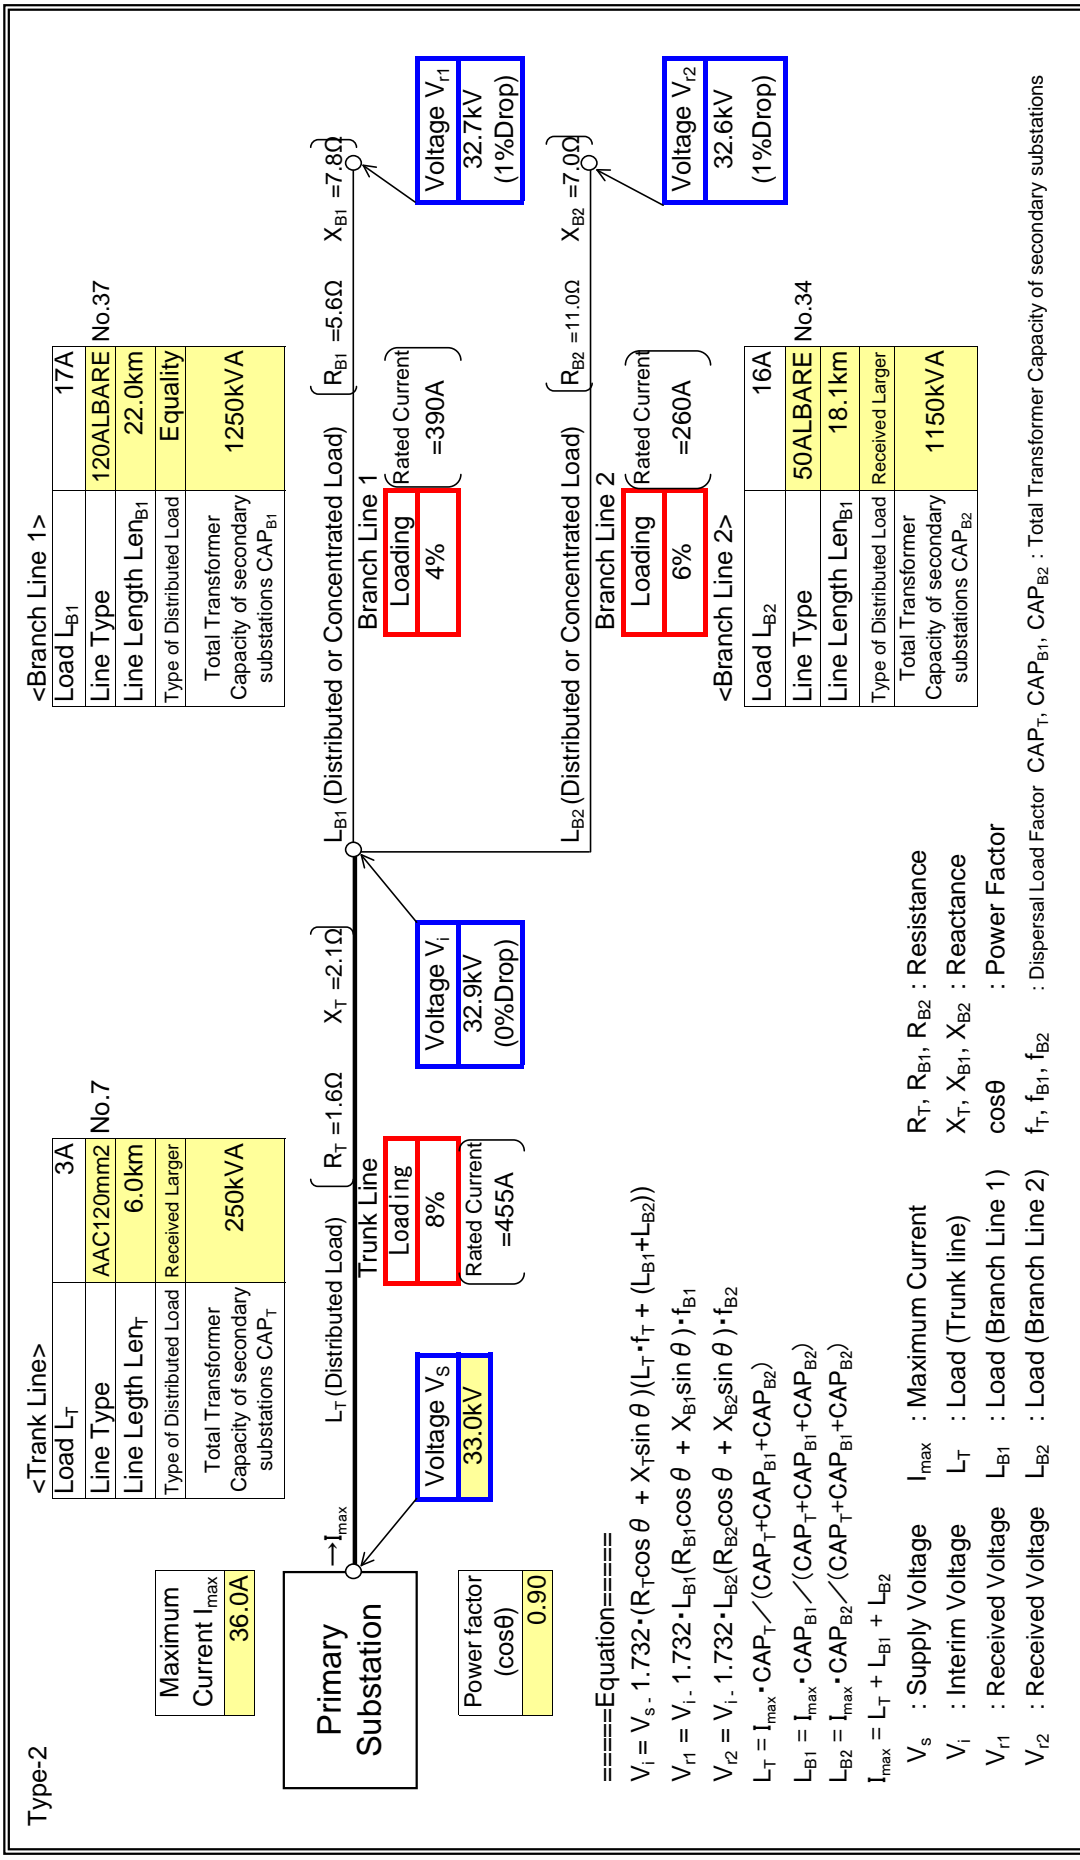 Type-2
Maximum
Current Imax
36.0A
<Trank Line>
Load LT 3A
Line Type AAC120mm2 No.7
Line Legth LenT 6.0km
Type of Distributed Load Received Larger
Total Transformer
Capacity of secondary
substations CAPT
250kVA
<Branch Line 1>
Load LB1 17A
Line Type 120ALBARE No.37
Line Length LenB1 22.0km
Type of Distributed Load Equality
Total Transformer
Capacity of secondary
substations CAPB1
1250kVA
Primary
Substation
→Imax
LT (Distributed Load)
RT =1.6Ω XT =2.1Ω
LB1 (Distributed or Concentrated Load)
RB1 =5.6Ω XB1 =7.8Ω
Trunk Line
Loading
8%
Rated Current
=455A
Branch Line 1
Loading
4%
Rated Current
=390A
Voltage VS
33.0kV
Voltage Vi
32.9kV
(0%Drop)
Voltage Vr1
32.7kV
(1%Drop)
Power factor
(cosθ)
0.90
LB2 (Distributed or Concentrated Load)
RB2 =11.0Ω XB2 =7.0Ω
Branch Line 2
Loading
6%
Rated Current
=260A
Voltage Vr2
32.6kV
(1%Drop)
<Branch Line 2>
Load LB2 16A
Line Type 50ALBARE No.34
Line Length LenB1 18.1km
Type of Distributed Load Received Larger
Total Transformer
Capacity of secondary
substations CAPB2
1150kVA
=====Equation======
Vi = Vs - 1.732・(RTcos θ + XTsin θ )(LT・fT + (LB1+LB2))
Vr1 = Vi - 1.732・LB1(RB1cos θ + XB1sin θ )・fB1
Vr2 = Vi - 1.732・LB2(RB2cos θ + XB2sin θ )・fB2
LT = Imax・CAPT／(CAPT+CAPB1+CAPB2)
LB1 = Imax・CAPB1／(CAPT+CAPB1+CAPB2)
LB2 = Imax・CAPB2／(CAPT+CAPB1+CAPB2)
Imax = LT + LB1 + LB2
Vs : Supply Voltage Imax : Maximum Current RT, RB1, RB2 : Resistance
Vi : Interim Voltage LT : Load (Trunk line) XT, XB1, XB2 : Reactance
Vr1 : Received Voltage LB1 : Load (Branch Line 1) cosθ : Power Factor
Vr2 : Received Voltage LB2 : Load (Branch Line 2) fT, fB1, fB2 : Dispersal Load Factor CAPT, CAPB1, CAPB2 : Total Transformer Capacity of secondary substations